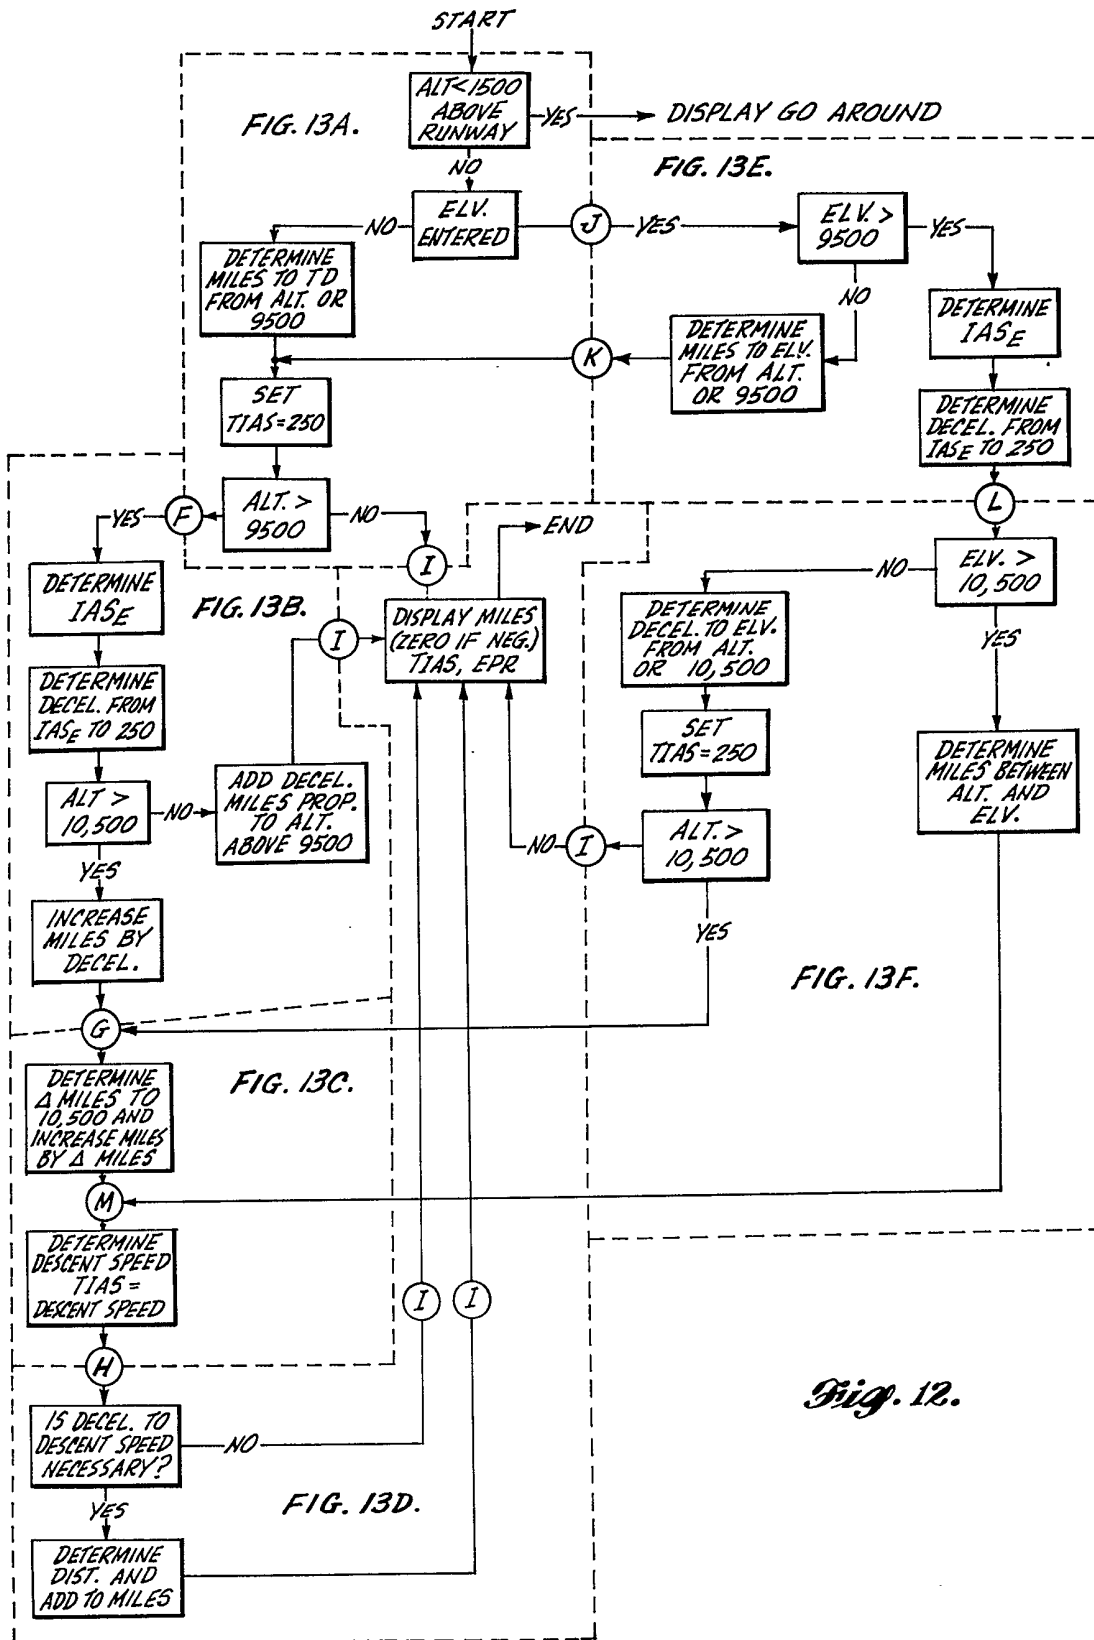 START
ALT<1500
ABOVE
RUNWAY
YES
DISPLAY GO AROUND
FIG. 13A.
NO
FIG. 13E.
ELV.
ENTERED
NO
J
YES
ELV. >
9500
YES
DETERMINE
MILES TO TD
FROM ALT. OR
9500
NO
DETERMINE
IASE
DETERMINE
MILES TO ELV.
FROM ALT.
OR 9500
K
SET
TIAS=250
DETERMINE
DECEL. FROM
IASE TO 250
ALT. >
9500
F
YES
NO
L
END
I
ELV. >
10,500
NO
DETERMINE
IASE
FIG. 13B.
DISPLAY MILES
(ZERO IF NEG.)
TIAS, EPR
I
DETERMINE
DECEL. TO ELV.
FROM ALT.
OR 10,500
YES
DETERMINE
DECEL. FROM
IASE TO 250
SET
TIAS=250
DETERMINE
MILES BETWEEN
ALT. AND
ELV.
ALT >
10,500
NO
ADD DECEL.
MILES PROP.
TO ALT.
ABOVE 9500
NO
I
ALT. >
10,500
YES
YES
INCREASE
MILES BY
DECEL.
FIG. 13F.
G
DETERMINE
Δ MILES TO
10,500 AND
INCREASE MILES
BY Δ MILES
FIG. 13C.
M
DETERMINE
DESCENT SPEED
TIAS =
DESCENT SPEED
I
I
H
IS DECEL. TO
DESCENT SPEED
NECESSARY?
NO
YES
FIG. 13D.
DETERMINE
DIST. AND
ADD TO MILES
Fig. 12.